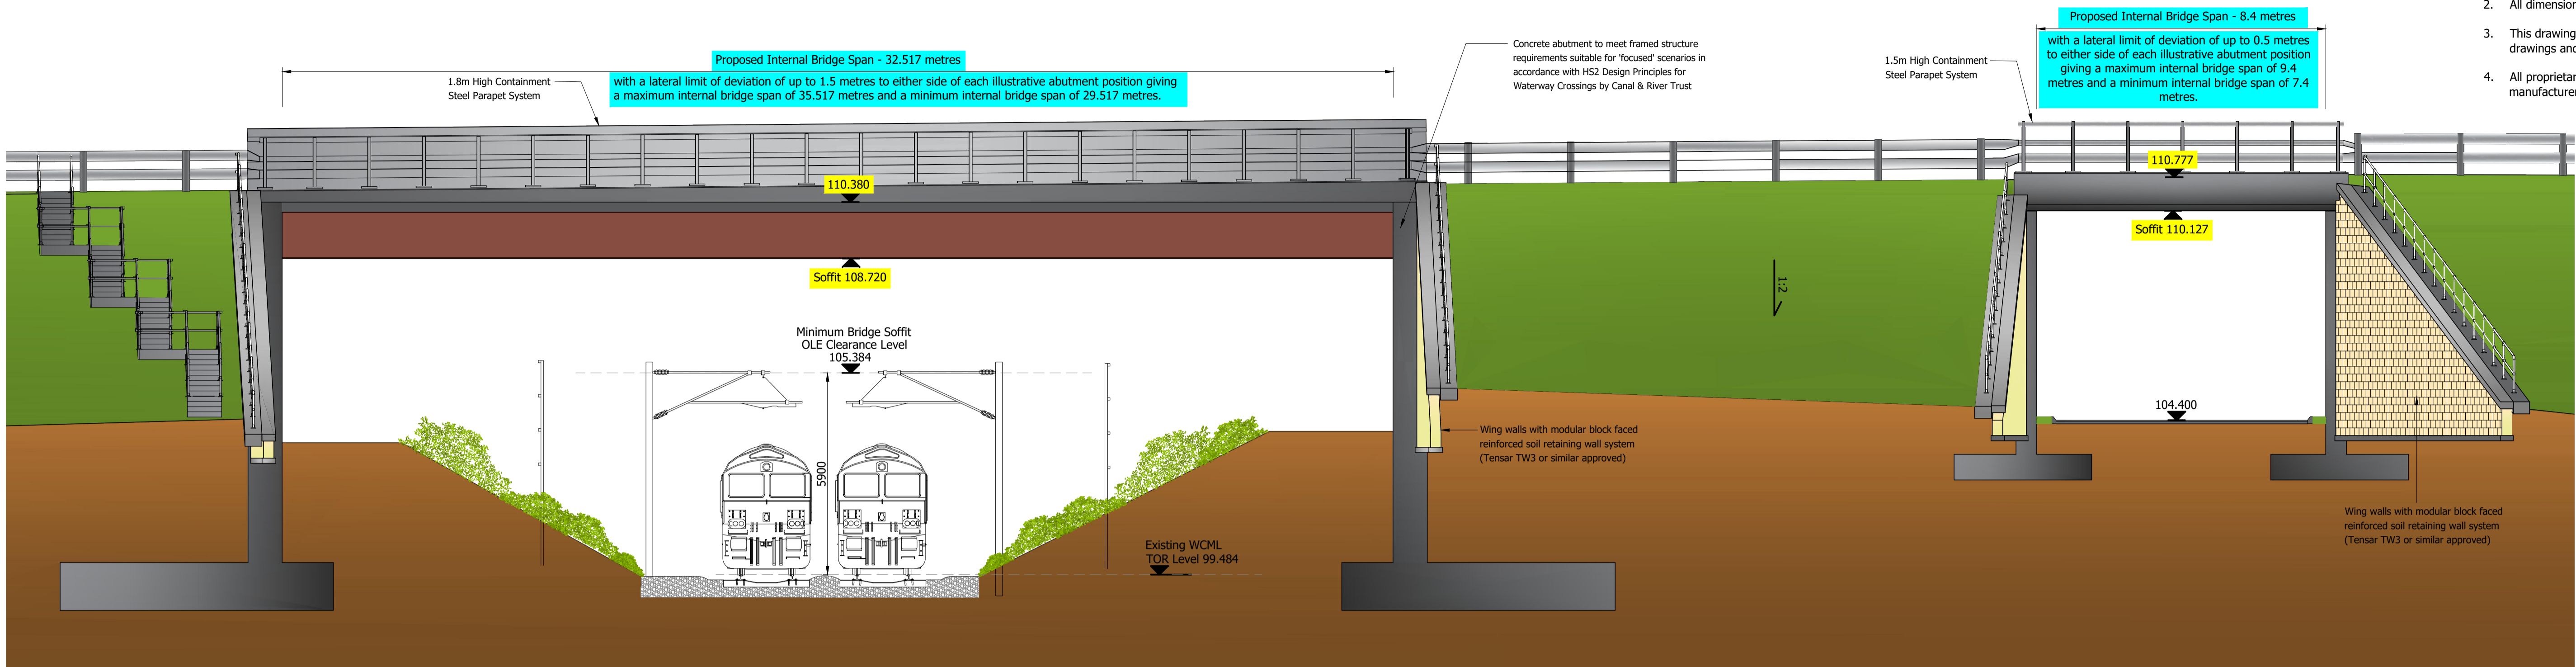 2. All dimension
3. This drawing
drawings and
4. All proprietar
manufacturer
Proposed Internal Bridge Span - 32.517 metres
with a lateral limit of deviation of up to 1.5 metres to either side of each illustrative abutment position giving
a maximum internal bridge span of 35.517 metres and a minimum internal bridge span of 29.517 metres.
1.8m High Containment
Steel Parapet System
Concrete abutment to meet framed structure
requirements suitable for 'focused' scenarios in
accordance with HS2 Design Principles for
Waterway Crossings by Canal & River Trust
Proposed Internal Bridge Span - 8.4 metres
with a lateral limit of deviation of up to 0.5 metres
to either side of each illustrative abutment position
giving a maximum internal bridge span of 9.4
metres and a minimum internal bridge span of 7.4
metres.
1.5m High Containment
Steel Parapet System
110.380
110.777
Soffit 108.720
Soffit 110.127
1:2
Minimum Bridge Soffit
OLE Clearance Level
105.384
5900
104.400
Wing walls with modular block faced
reinforced soil retaining wall system
(Tensar TW3 or similar approved)
Existing WCML
TOR Level 99.484
Wing walls with modular block faced
reinforced soil retaining wall system
(Tensar TW3 or similar approved)